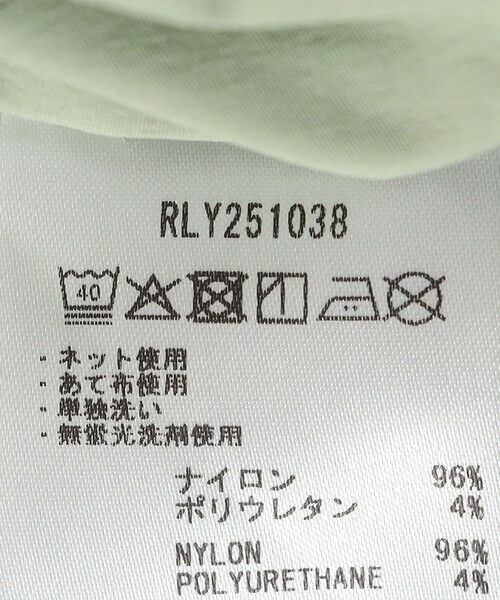 RLY251038
40
・ネット使用
・あて布使用
・単独洗い
・無蛍光洗剤使用
ナイロン 96%
ポリウレタン 4%
NYLON 96%
POLYURETHANE 4%